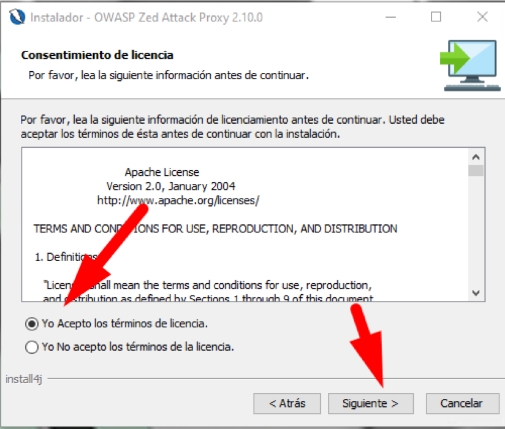 Instalador - OWASP Zed Attack Proxy 2.10.0
Consentimiento de licencia
Por favor, lea la siguiente información antes de continuar.
Por favor, lea la siguiente información de licenciamiento antes de continuar. Usted debe
aceptar los términos de ésta antes de continuar con la instalación.
Apache License
Version 2.0, January 2004
http://www.apache.org/licenses/
TERMS AND CONDITIONS FOR USE, REPRODUCTION, AND DISTRIBUTION
1. Definitions
"License" shall mean the terms and conditions for use, reproduction,
and distribution as defined by Sections 1 through 9 of this document
Yo Acepto los términos de licencia.
Yo No acepto los términos de la licencia.
install4j
< Atrás Siguiente > Cancelar